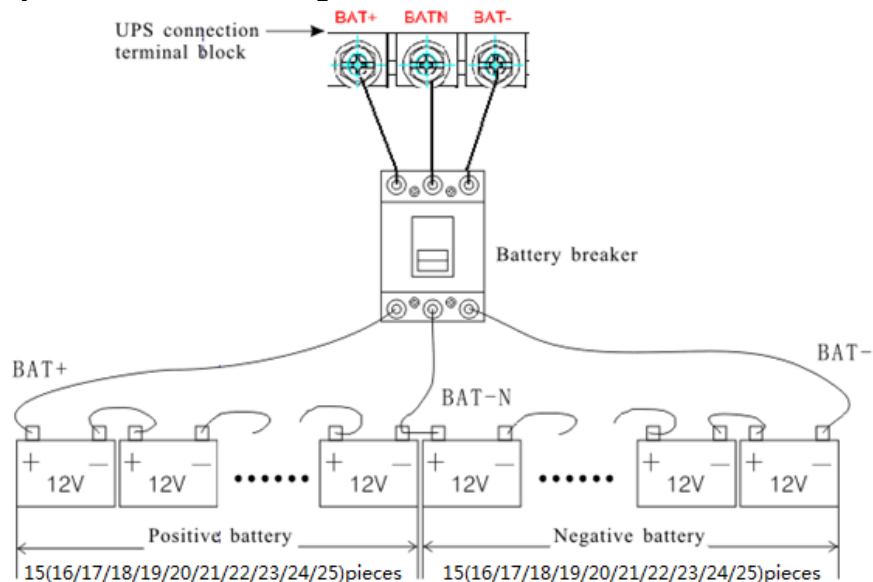 BAT+ BATN BAT-
UPS connection
terminal block
Battery breaker
BAT+
BAT-
BAT-N
+ — + — + — + — + — + —
12V 12V 12V 12V 12V 12V
Positive battery Negative battery
15(16/17/18/19/20/21/22/23/24/25)pieces 15(16/17/18/19/20/21/22/23/24/25)pieces